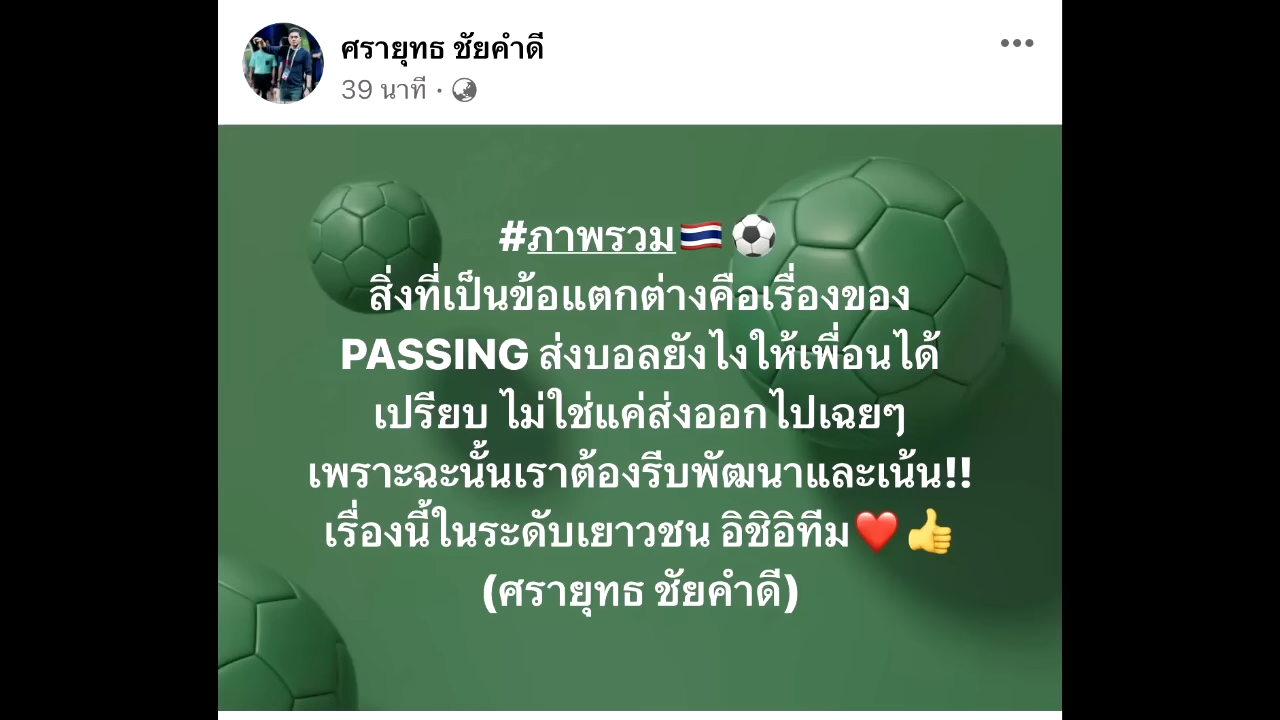 ศรายุทธ ชัยคำดี
39 นาที ·
#ภาพรวม🇹🇭⚽
สิ่งที่เป็นข้อแตกต่างคือเรื่องของ
PASSING ส่งบอลยังไงให้เพื่อนได้
เปรียบ ไม่ใช่แค่ส่งออกไปเฉยๆ
เพราะฉะนั้นเราต้องรีบพัฒนาและเน้น!!
เรื่องนี้ในระดับเยาวชน อิชิอิทีม❤️👍
(ศรายุทธ ชัยคำดี)